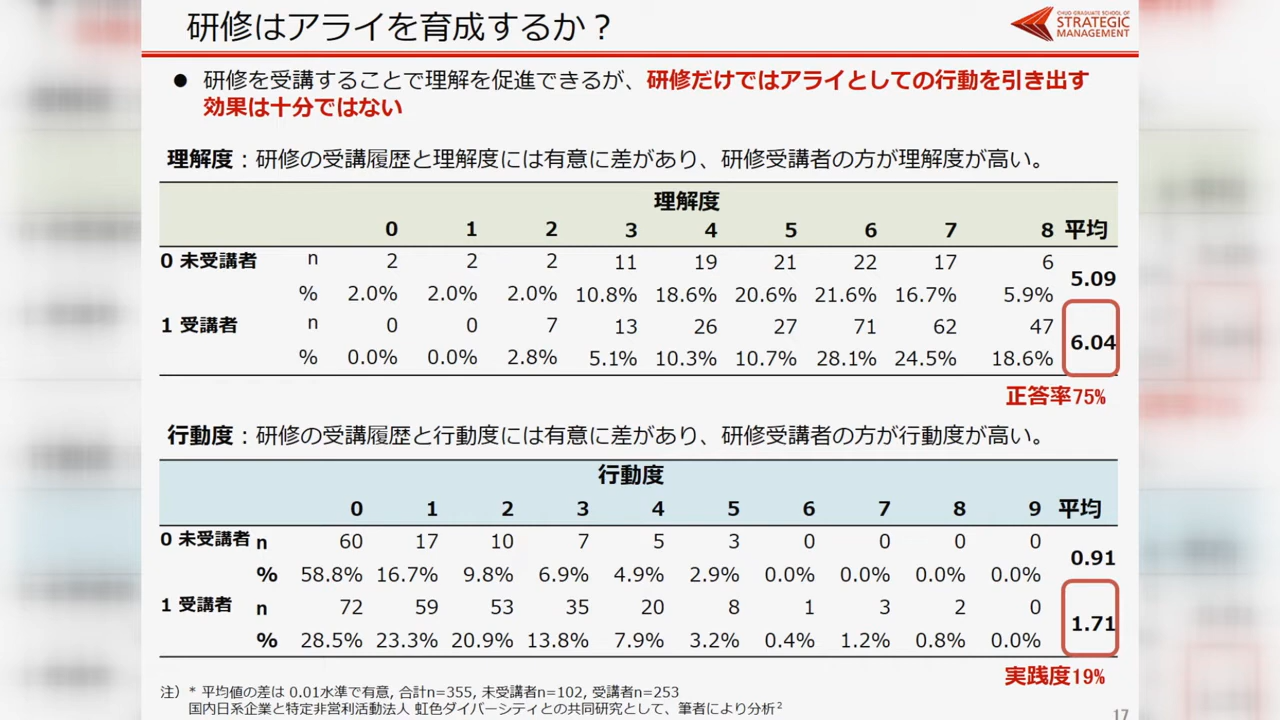 研修はアライを育成するか？
CHUO GRADUATE SCHOOL OF
STRATEGIC
MANAGEMENT
● 研修を受講することで理解を促進できるが、研修だけではアライとしての行動を引き出す
効果は十分ではない
理解度：研修の受講履歴と理解度には有意に差があり、研修受講者の方が理解度が高い。
理解度
0 1 2 3 4 5 6 7 8 平均
0 未受講者 n 2 2 2 11 19 21 22 17 6
5.09
% 2.0% 2.0% 2.0% 10.8% 18.6% 20.6% 21.6% 16.7% 5.9%
1 受講者 n 0 0 7 13 26 27 71 62 47
6.04
% 0.0% 0.0% 2.8% 5.1% 10.3% 10.7% 28.1% 24.5% 18.6%
正答率75%
行動度：研修の受講履歴と行動度には有意に差があり、研修受講者の方が行動度が高い。
行動度
0 1 2 3 4 5 6 7 8 9 平均
0 未受講者 n 60 17 10 7 5 3 0 0 0 0
0.91
% 58.8% 16.7% 9.8% 6.9% 4.9% 2.9% 0.0% 0.0% 0.0% 0.0%
1 受講者 n 72 59 53 35 20 8 1 3 2 0
1.71
% 28.5% 23.3% 20.9% 13.8% 7.9% 3.2% 0.4% 1.2% 0.8% 0.0%
実践度19%
注）* 平均値の差は 0.01水準で有意, 合計n=355, 未受講者n=102, 受講者n=253
国内日系企業と特定非営利活動法人 虹色ダイバーシティとの共同研究として、筆者により分析²
17